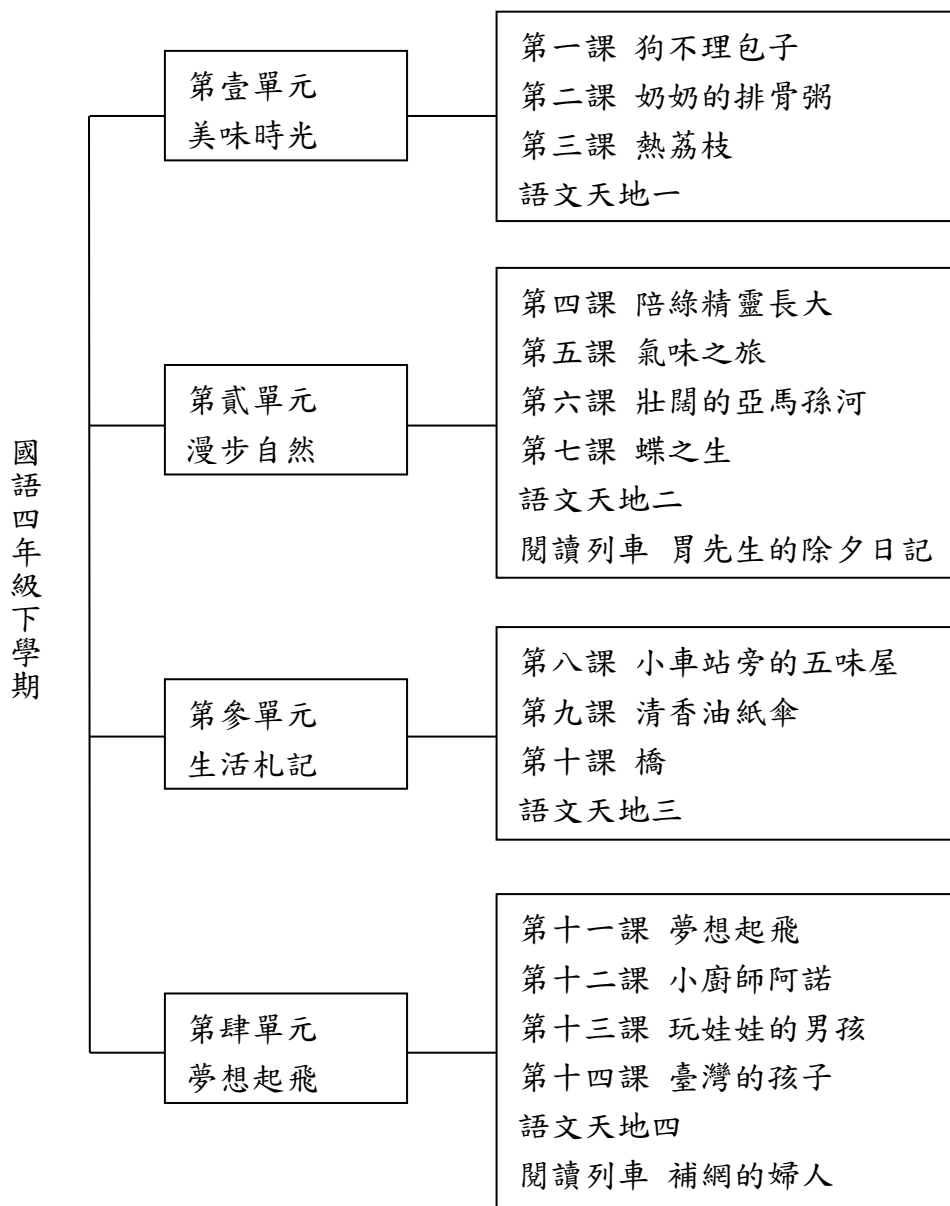 國語四年級下學期
第壹單元
美味時光
第一課 狗不理包子
第二課 奶奶的排骨粥
第三課 熱荔枝
語文天地一
第貳單元
漫步自然
第四課 陪綠精靈長大
第五課 氣味之旅
第六課 壯闊的亞馬孫河
第七課 蝶之生
語文天地二
閱讀列車 胃先生的除夕日記
第參單元
生活札記
第八課 小車站旁的五味屋
第九課 清香油紙傘
第十課 橋
語文天地三
第肆單元
夢想起飛
第十一課 夢想起飛
第十二課 小廚師阿諾
第十三課 玩娃娃的男孩
第十四課 臺灣的孩子
語文天地四
閱讀列車 補網的婦人